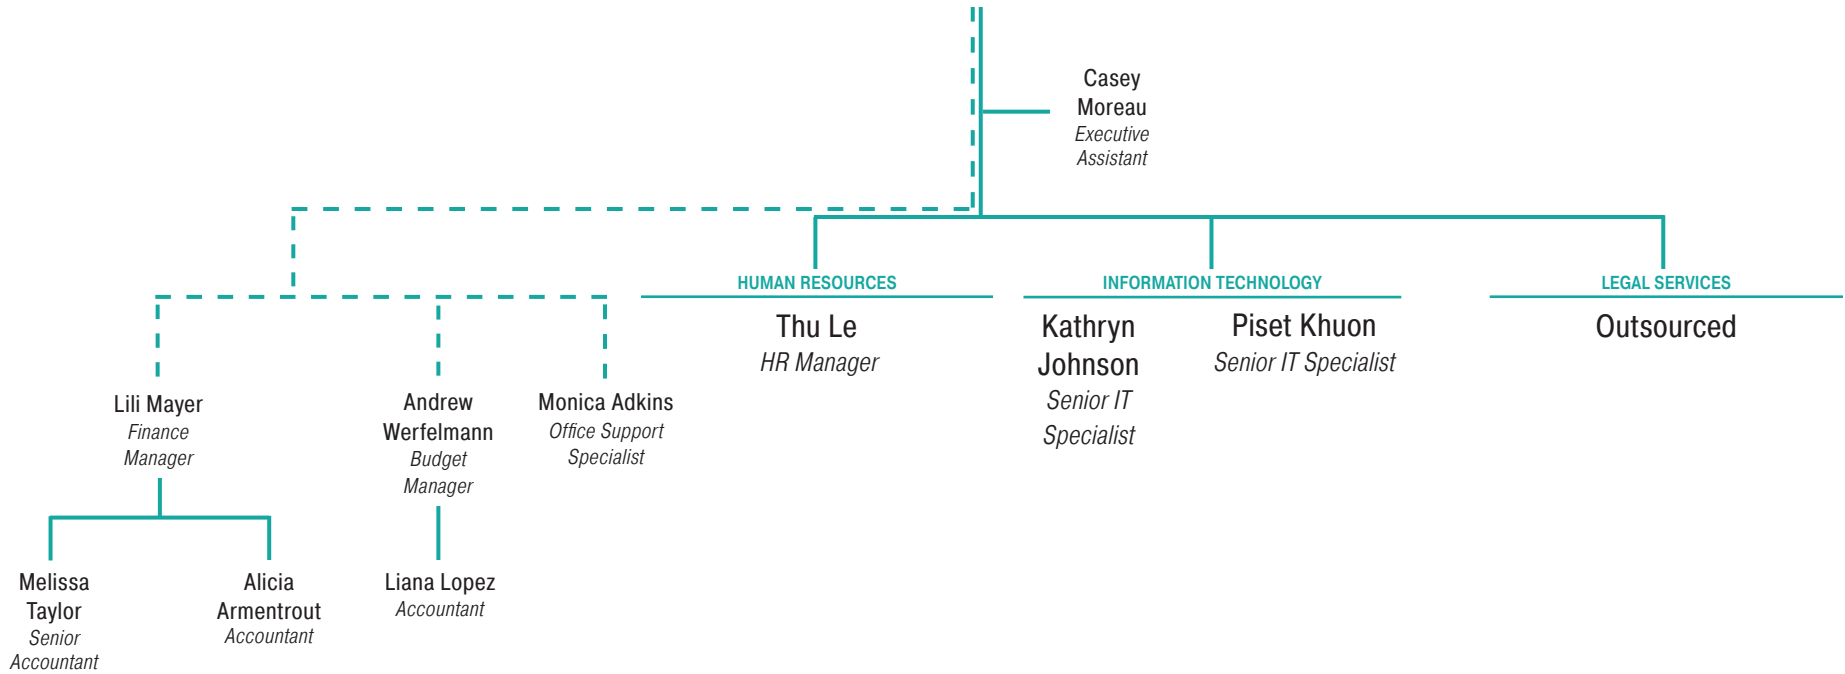 Casey
Moreau
Executive
Assistant
HUMAN RESOURCES
Thu Le
HR Manager
INFORMATION TECHNOLOGY
Kathryn
Johnson
Senior IT
Specialist
Piset Khuon
Senior IT Specialist
LEGAL SERVICES
Outsourced
Lili Mayer
Finance
Manager
Andrew
Werfelmann
Budget
Manager
Monica Adkins
Office Support
Specialist
Melissa
Taylor
Senior
Accountant
Alicia
Armentrout
Accountant
Liana Lopez
Accountant